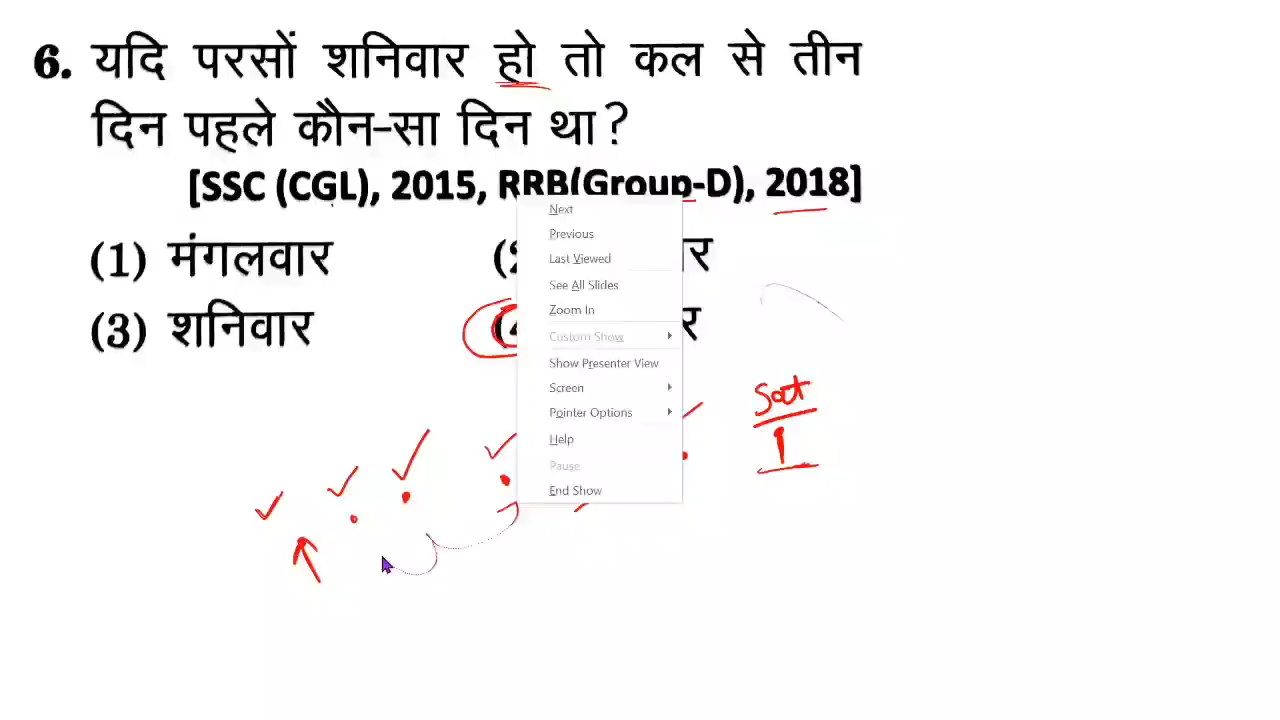 6. यदि परसों शनिवार हो तो कल से तीन
दिन पहले कौन-सा दिन था?
[SSC (CGL), 2015, RRB(Group-D), 2018]
(1) मंगलवार
(3) शनिवार
Next
Previous
Last Viewed
See All Slides
Zoom In
Custom Show
Show Presenter View
Screen
Pointer Options
Help
Pause
End Show
Sat
1